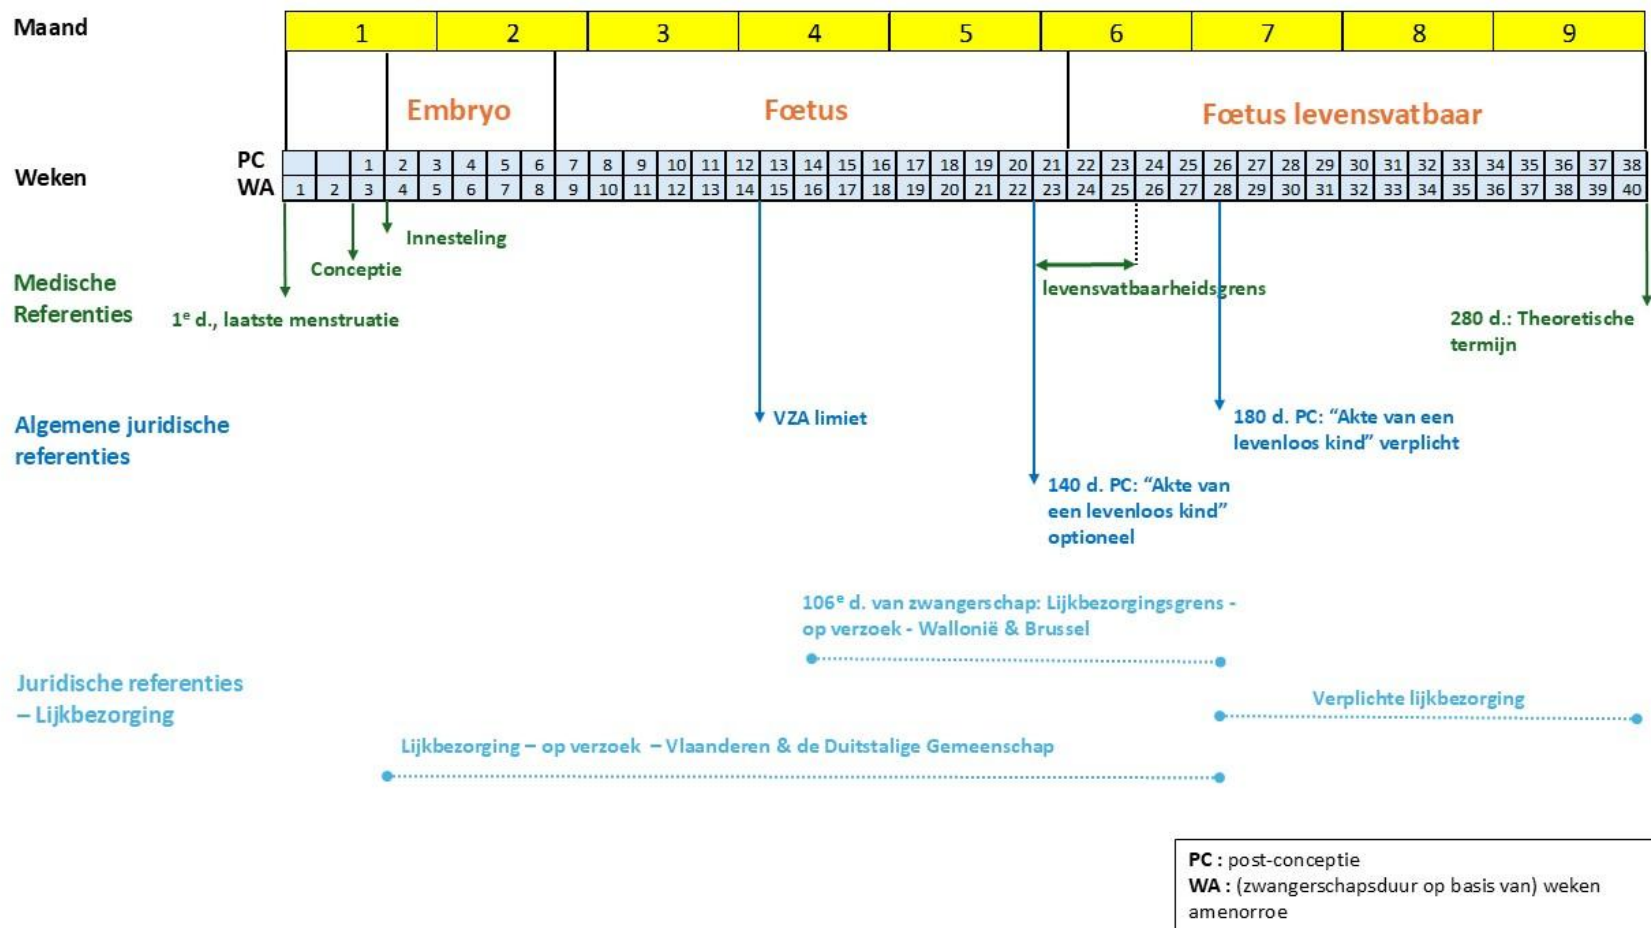 Maand 1 2 3 4 5 6 7 8 9
Embryo Fœtus Fœtus levensvatbaar
Weken
PC 1 2 3 4 5 6 7 8 9 10 11 12 13 14 15 16 17 18 19 20 21 22 23 24 25 26 27 28 29 30 31 32 33 34 35 36 37 38
WA 1 2 3 4 5 6 7 8 9 10 11 12 13 14 15 16 17 18 19 20 21 22 23 24 25 26 27 28 29 30 31 32 33 34 35 36 37 38 39 40
Medische
Referenties
Innesteling
Conceptie
1e d., laatste menstruatie
levensvatbaarheidsgrens
280 d.: Theoretische
termijn
Algemene juridische
referenties
VZA limiet
180 d. PC: “Akte van een
levenloos kind” verplicht
140 d. PC: “Akte van
een levenloos kind”
optioneel
Juridische referenties
– Lijkbezorging
106e d. van zwangerschap: Lijkbezorgingsgrens -
op verzoek - Wallonië & Brussel
Verplichte lijkbezorging
Lijkbezorging – op verzoek – Vlaanderen & de Duitstalige Gemeenschap
PC : post-conceptie
WA : (zwangerschapsduur op basis van) weken
amenorroe